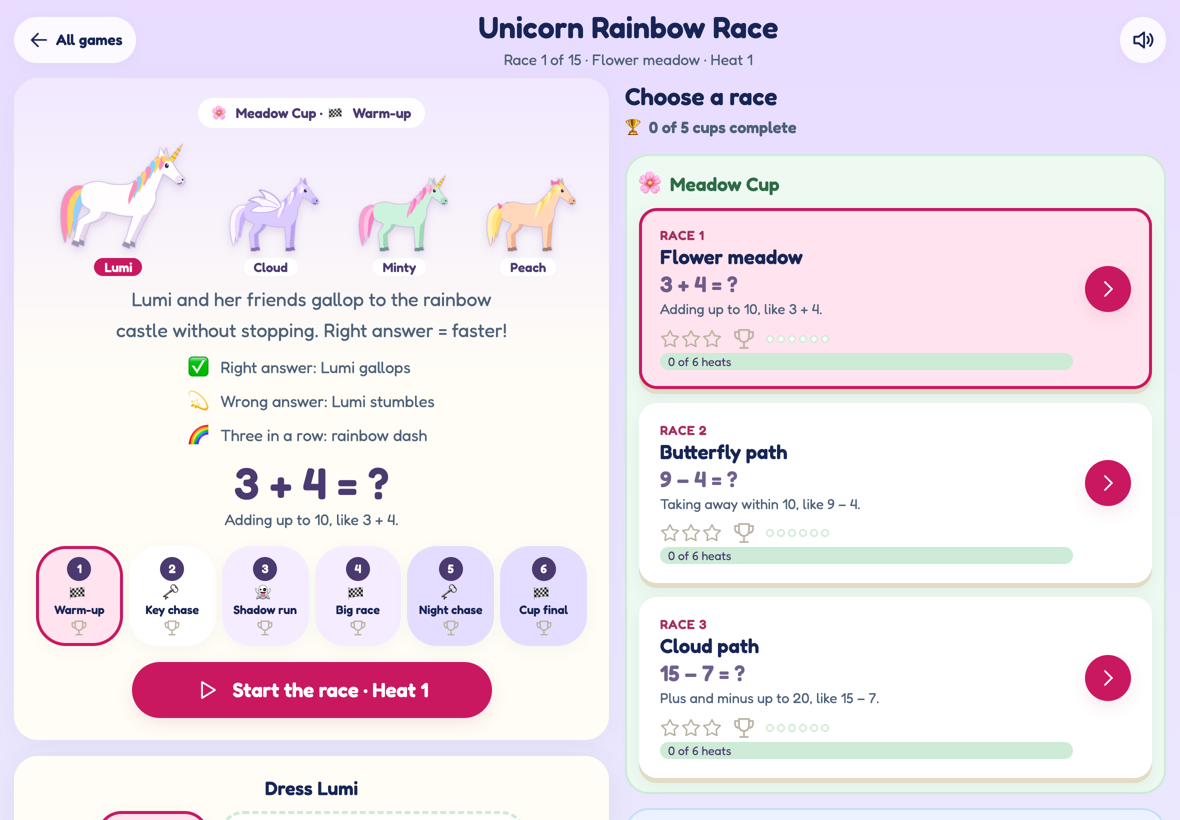 All games
Unicorn Rainbow Race
Race 1 of 15 · Flower meadow · Heat 1
Meadow Cup · Warm-up
Lumi
Cloud
Minty
Peach
Lumi and her friends gallop to the rainbow
castle without stopping. Right answer = faster!
Right answer: Lumi gallops
Wrong answer: Lumi stumbles
Three in a row: rainbow dash
3 + 4 = ?
Adding up to 10, like 3 + 4.
1
Warm-up
2
Key chase
3
Shadow run
4
Big race
5
Night chase
6
Cup final
Start the race · Heat 1
Dress Lumi
Choose a race
0 of 5 cups complete
Meadow Cup
RACE 1
Flower meadow
3 + 4 = ?
Adding up to 10, like 3 + 4.
0 of 6 heats
RACE 2
Butterfly path
9 – 4 = ?
Taking away within 10, like 9 – 4.
0 of 6 heats
RACE 3
Cloud path
15 – 7 = ?
Plus and minus up to 20, like 15 – 7.
0 of 6 heats